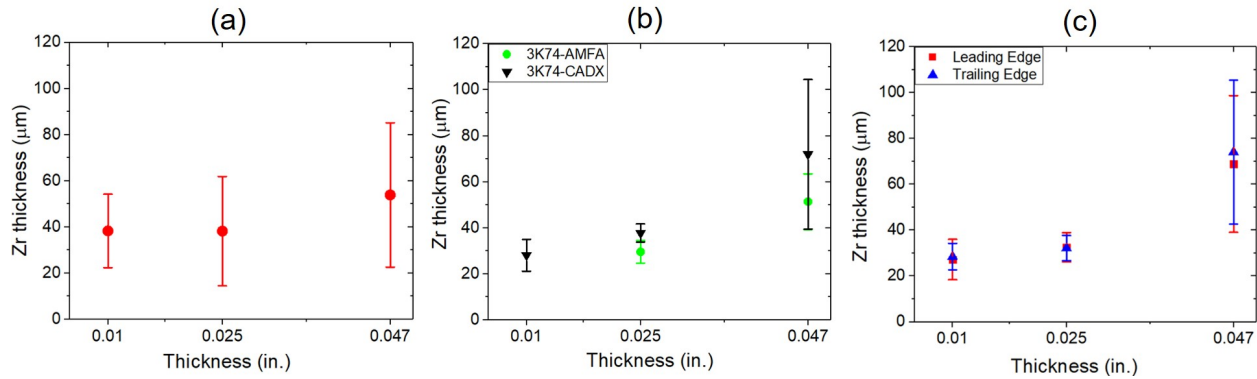 (a)
120
100
80
60
40
20
0
Zr thickness (μm)
0.01 0.025 0.047
Thickness (in.)
(b)
3K74-AMFA
3K74-CADX
120
100
80
60
40
20
0
Zr thickness (μm)
0.01 0.025 0.047
Thickness (in.)
(c)
Leading Edge
Trailing Edge
120
100
80
60
40
20
0
Zr thickness (μm)
0.01 0.025 0.047
Thickness (in.)